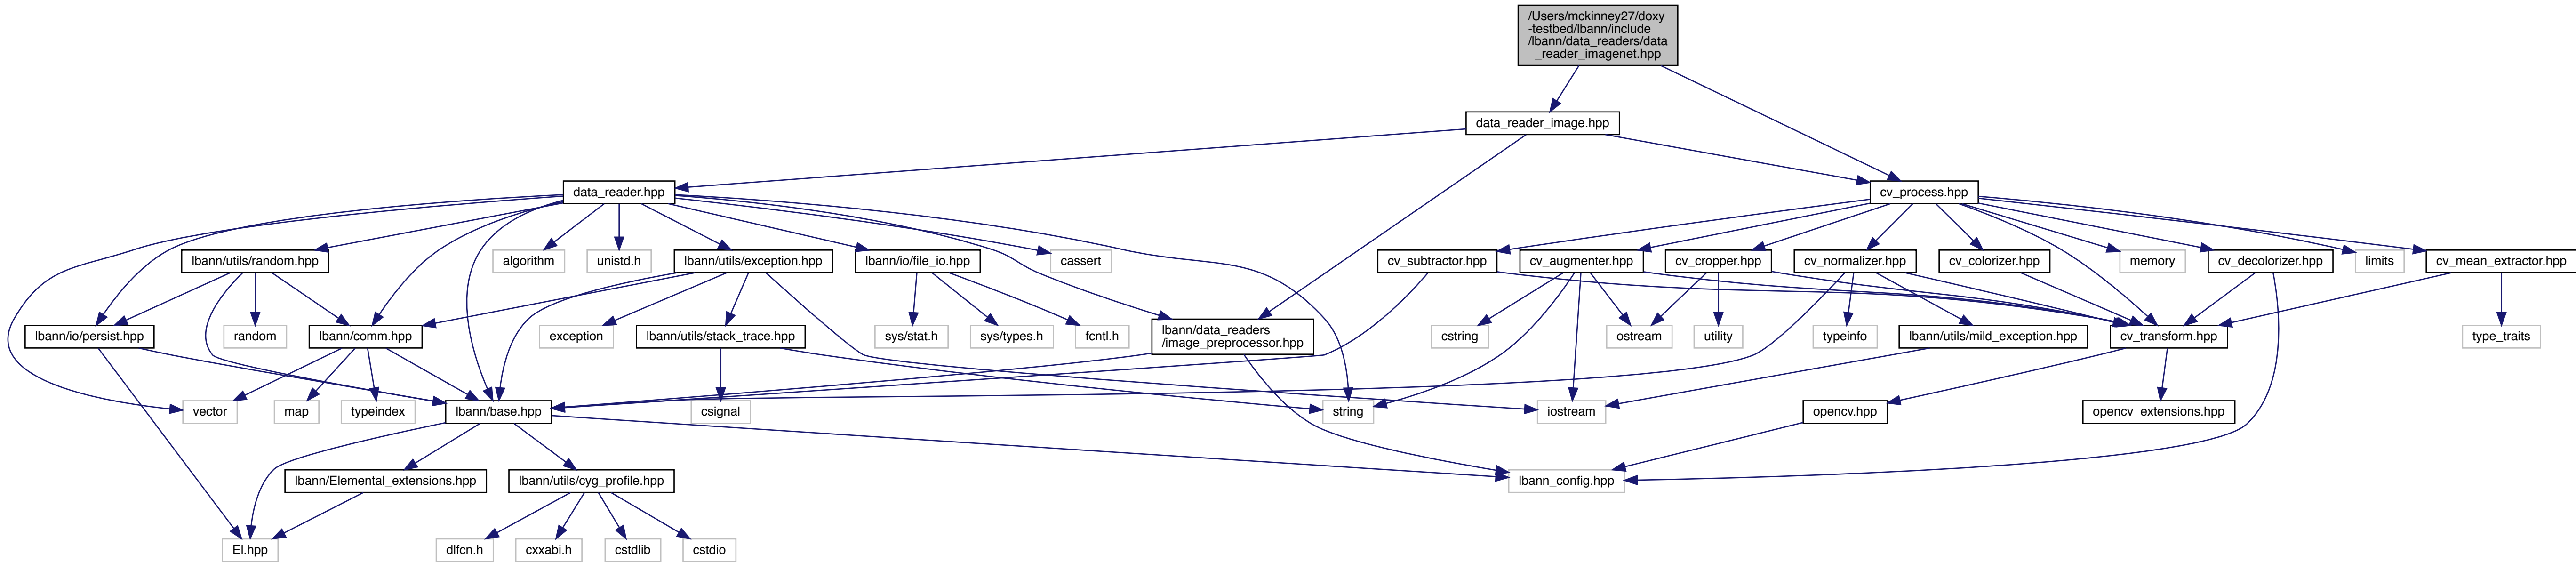 /Users/mckinney27/doxy
-testbed/lbann/include
/lbann/data_readers/data
_reader_imagenet.hpp
data_reader_image.hpp
data_reader.hpp
cv_process.hpp
lbann/utils/random.hpp
algorithm
unistd.h
lbann/utils/exception.hpp
lbann/io/file_io.hpp
cassert
cv_subtractor.hpp
cv_augmenter.hpp
cv_cropper.hpp
cv_normalizer.hpp
cv_colorizer.hpp
memory
cv_decolorizer.hpp
limits
cv_mean_extractor.hpp
lbann/io/persist.hpp
random
lbann/comm.hpp
exception
lbann/utils/stack_trace.hpp
sys/stat.h
sys/types.h
fcntl.h
lbann/data_readers
/image_preprocessor.hpp
cstring
ostream
utility
typeinfo
lbann/utils/mild_exception.hpp
cv_transform.hpp
type_traits
vector
map
typeindex
lbann/base.hpp
csignal
string
iostream
opencv.hpp
opencv_extensions.hpp
lbann/Elemental_extensions.hpp
lbann/utils/cyg_profile.hpp
lbann_config.hpp
El.hpp
dlfcn.h
cxxabi.h
cstdlib
cstdio